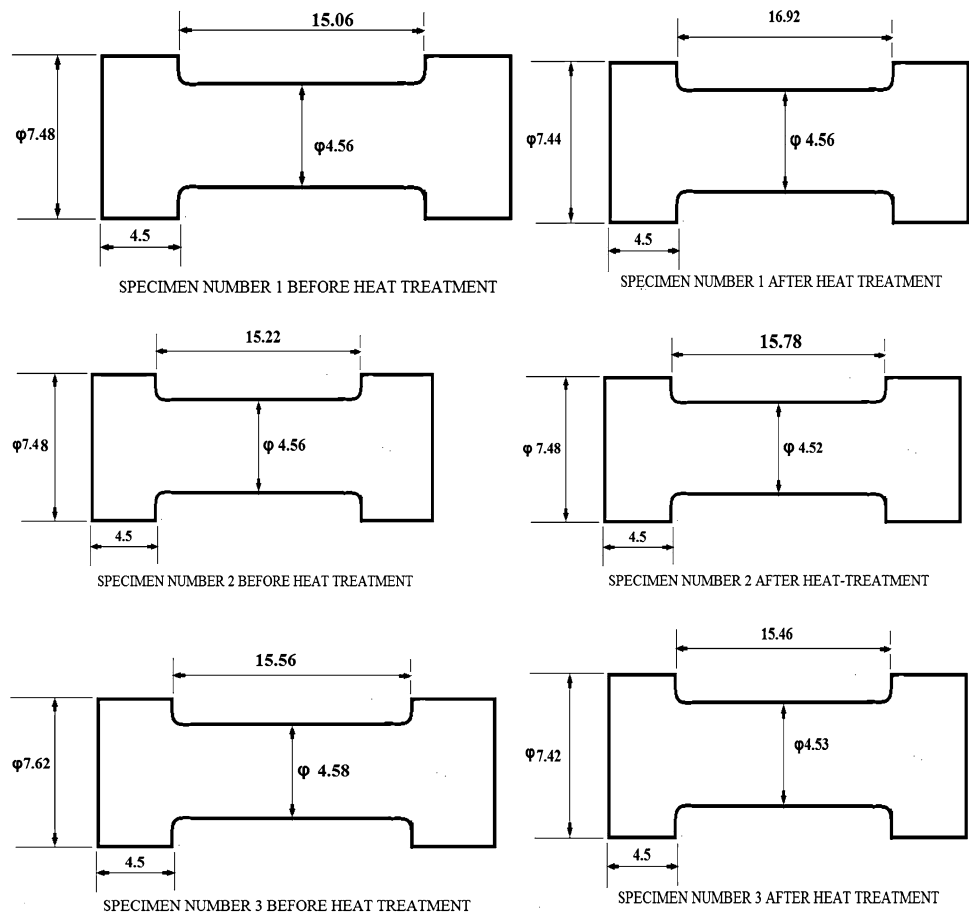 15.06
φ7.48
φ4.56
4.5
SPECIMEN NUMBER 1 BEFORE HEAT TREATMENT
16.92
φ7.44
φ 4.56
4.5
SPECIMEN NUMBER 1 AFTER HEAT TREATMENT
15.22
φ7.48
φ 4.56
4.5
SPECIMEN NUMBER 2 BEFORE HEAT TREATMENT
15.78
φ 7.48
φ 4.52
4.5
SPECIMEN NUMBER 2 AFTER HEAT-TREATMENT
15.56
φ7.62
φ 4.58
4.5
SPECIMEN NUMBER 3 BEFORE HEAT TREATMENT
15.46
φ7.42
φ4.53
4.5
SPECIMEN NUMBER 3 AFTER HEAT TREATMENT